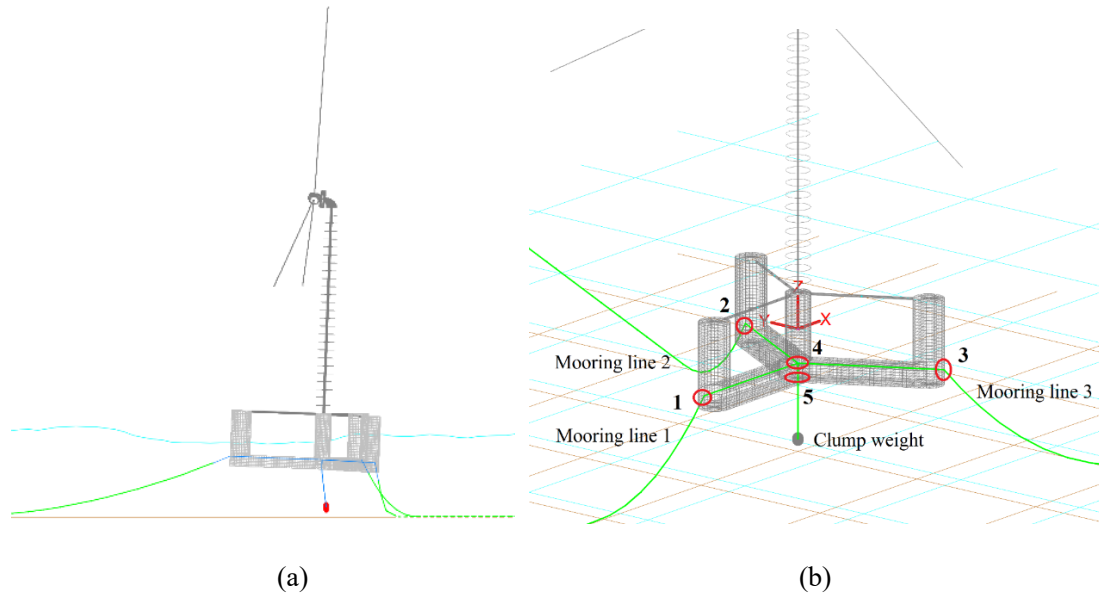 Z
2
Y
X
4
3
Mooring line 2
5
Mooring line 3
1
Mooring line 1
Clump weight
(a)
(b)